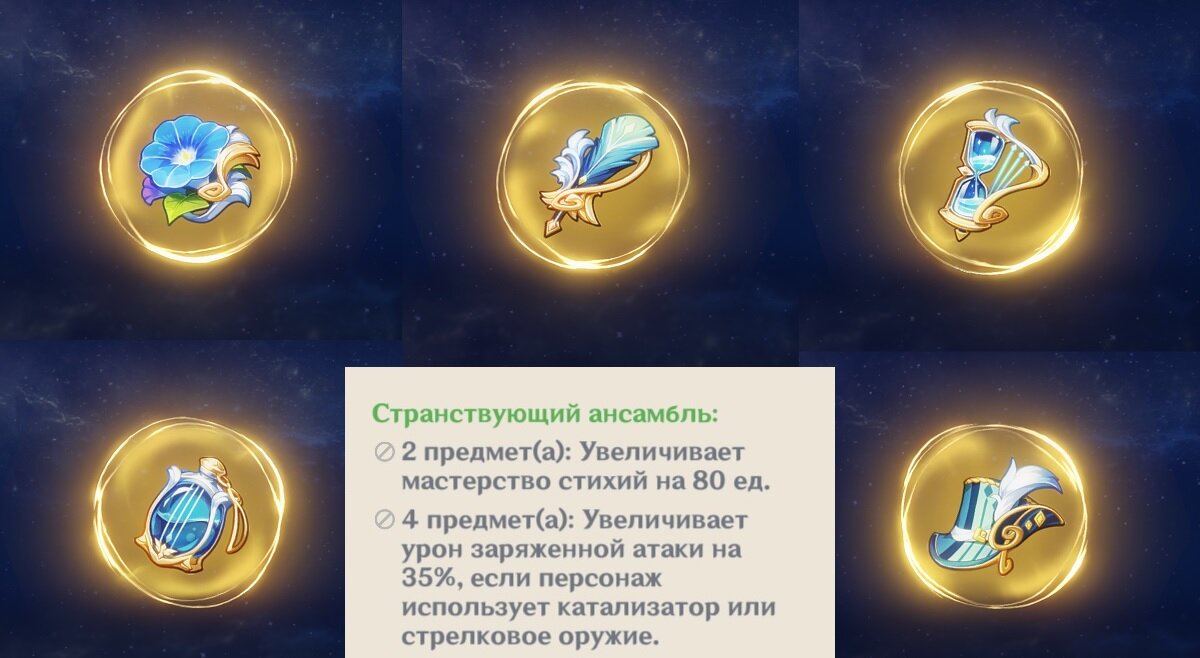 Странствующий ансамбль:
2 предмет(а): Увеличивает
мастерство стихий на 80 ед.
4 предмет(а): Увеличивает
урон заряженной атаки на
35%, если персонаж
использует катализатор или
стрелковое оружие.